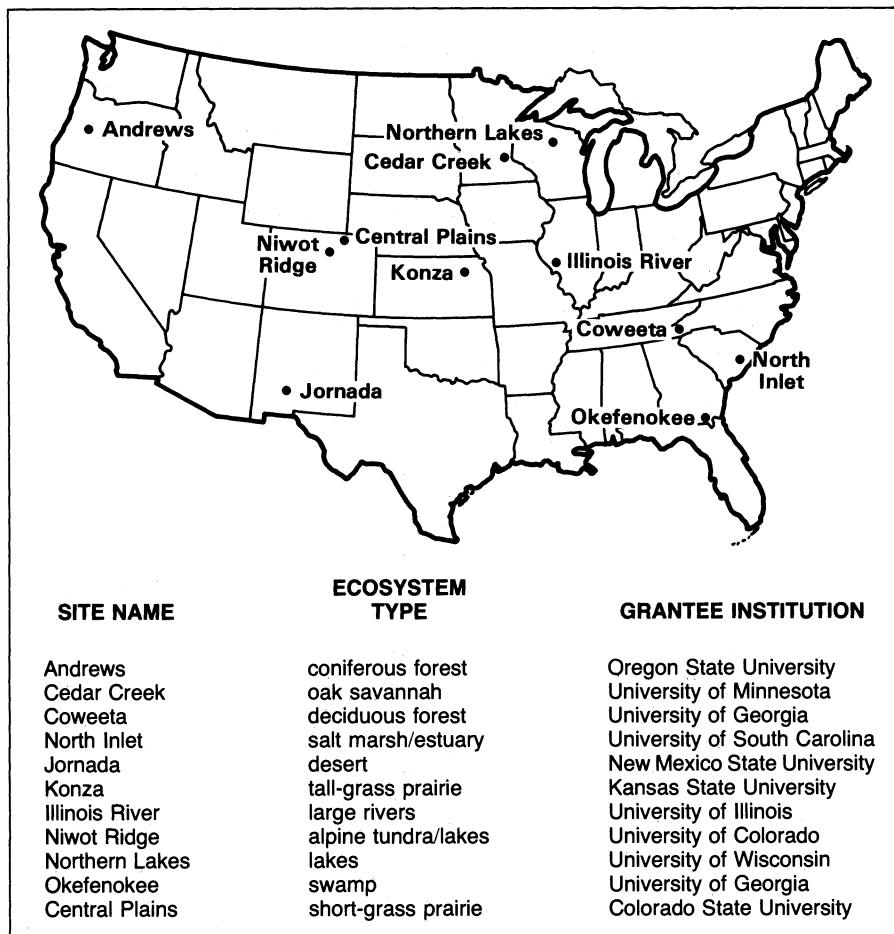 Andrews
Northern Lakes
Cedar Creek
Central Plains
Niwot
Ridge
Konza
Illinois River
Coweeta
North
Inlet
Jornada
Okefenokee
SITE NAME ECOSYSTEM TYPE GRANTEE INSTITUTION
Andrews coniferous forest Oregon State University
Cedar Creek oak savannah University of Minnesota
Coweeta deciduous forest University of Georgia
North Inlet salt marsh/estuary University of South Carolina
Jornada desert New Mexico State University
Konza tall-grass prairie Kansas State University
Illinois River large rivers University of Illinois
Niwot Ridge alpine tundra/lakes University of Colorado
Northern Lakes lakes University of Wisconsin
Okefenokee swamp University of Georgia
Central Plains short-grass prairie Colorado State University